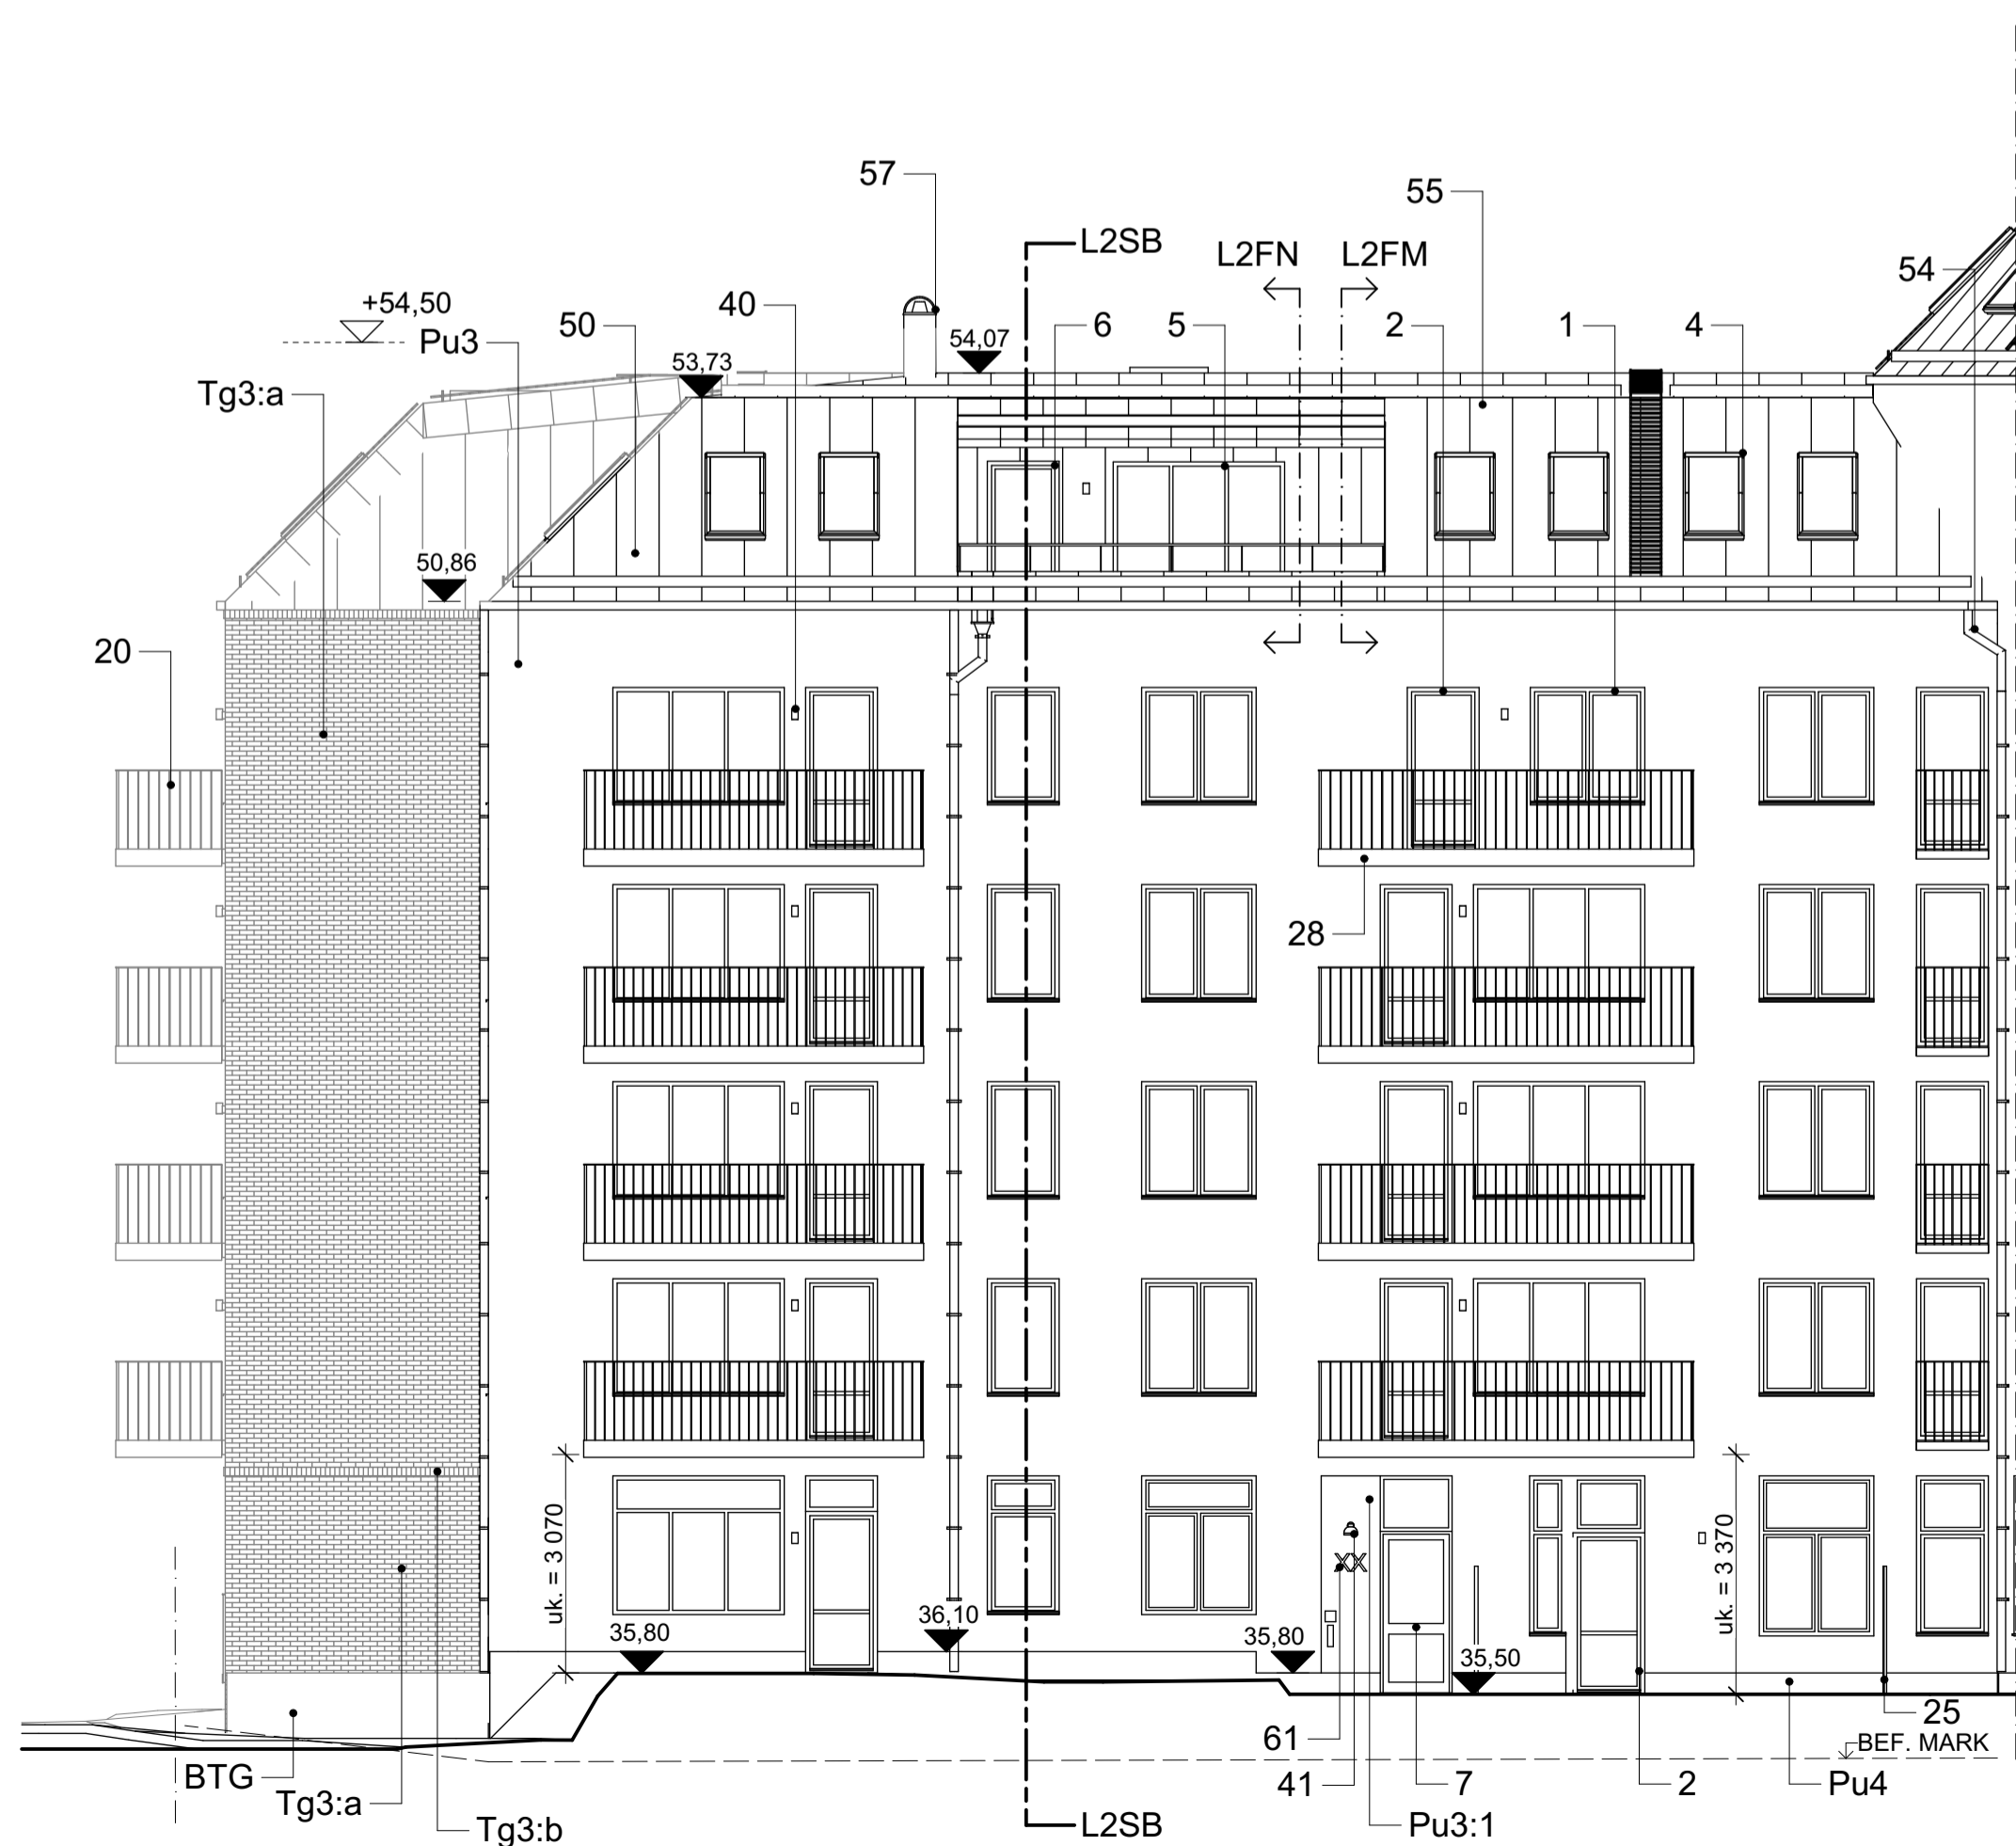 57
55
L2SB
L2FN
L2FM
54
+54,50
40
50
6
5
2
1
4
Pu3
54,07
53,73
Tg3:a
50,86
20
28
uk. = 3 070
uk. = 3 370
XX
35,80
36,10
35,80
35,50
25
61
BEF. MARK
BTG
41
7
2
Pu4
Tg3:a
Tg3:b
L2SB
Pu3:1